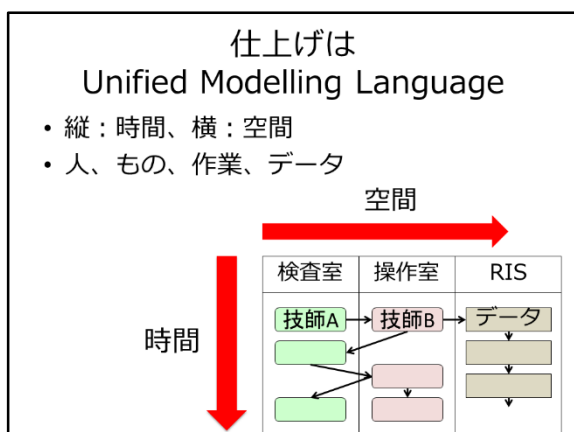 仕上げは
Unified Modelling Language
• 縦：時間、横：空間
• 人、もの、作業、データ
空間
時間
検査室 操作室 RIS
技師A 技師B データ